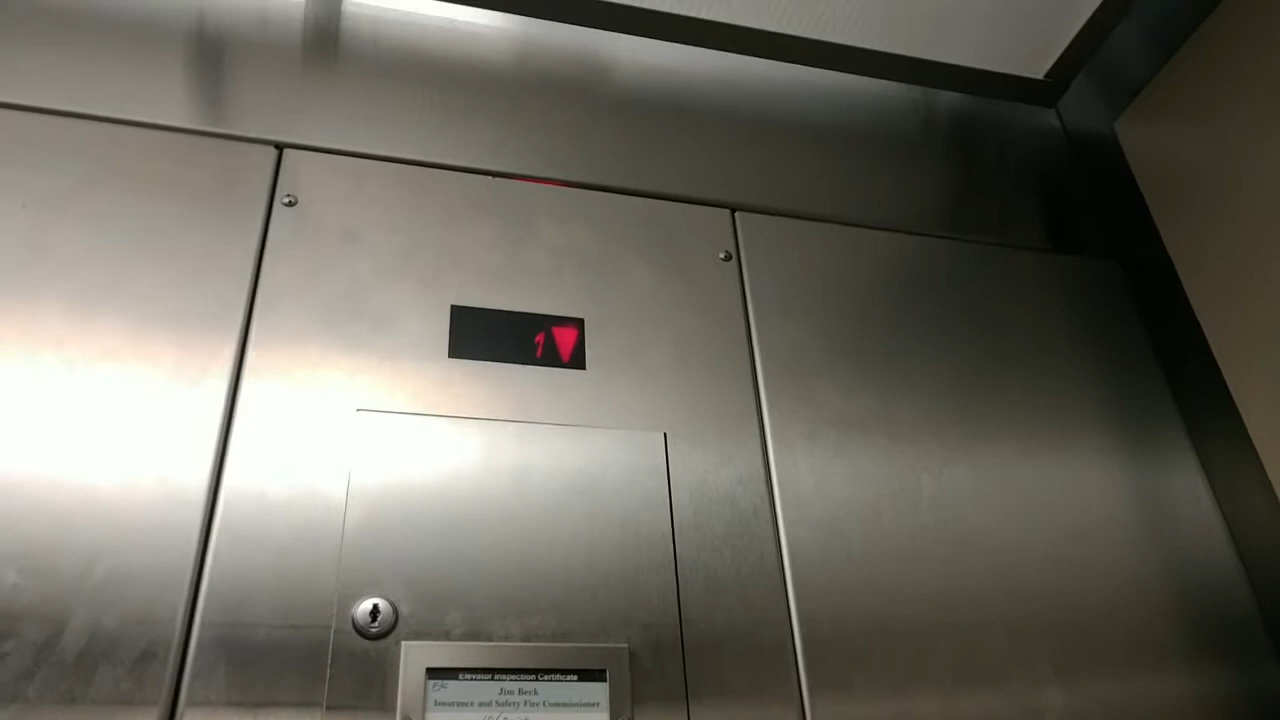 1
Elevator Inspection Certificate
Jim Beck
Insurance and Safety Fire Commissioner